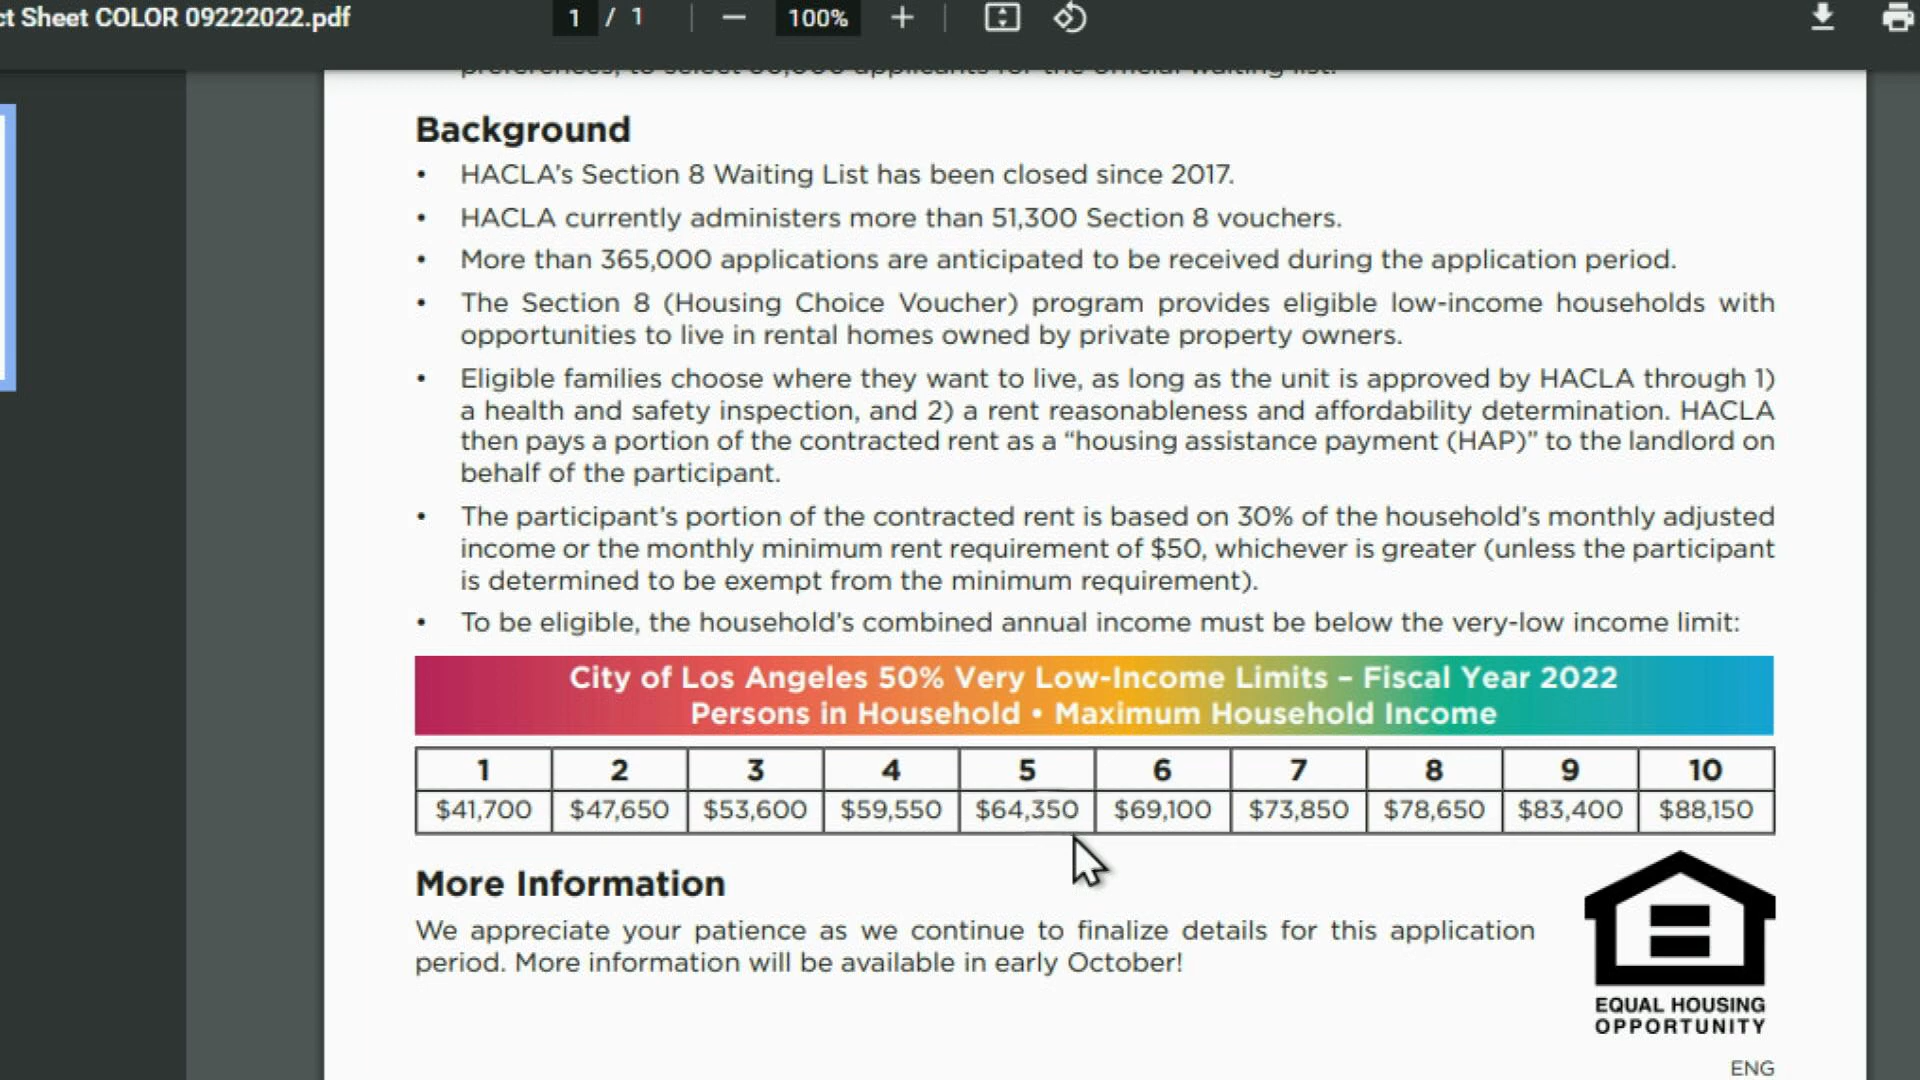 ct Sheet COLOR 09222022.pdf
1 / 1
100%
preferences, to select 30,000 applicants for the official waiting list.
Background
• HACLA's Section 8 Waiting List has been closed since 2017.
• HACLA currently administers more than 51,300 Section 8 vouchers.
• More than 365,000 applications are anticipated to be received during the application period.
• The Section 8 (Housing Choice Voucher) program provides eligible low-income households with
opportunities to live in rental homes owned by private property owners.
• Eligible families choose where they want to live, as long as the unit is approved by HACLA through 1)
a health and safety inspection, and 2) a rent reasonableness and affordability determination. HACLA
then pays a portion of the contracted rent as a “housing assistance payment (HAP)” to the landlord on
behalf of the participant.
• The participant's portion of the contracted rent is based on 30% of the household's monthly adjusted
income or the monthly minimum rent requirement of $50, whichever is greater (unless the participant
is determined to be exempt from the minimum requirement).
• To be eligible, the household's combined annual income must be below the very-low income limit:
City of Los Angeles 50% Very Low-Income Limits – Fiscal Year 2022
Persons in Household • Maximum Household Income
1 2 3 4 5 6 7 8 9 10
$41,700 $47,650 $53,600 $59,550 $64,350 $69,100 $73,850 $78,650 $83,400 $88,150
More Information
We appreciate your patience as we continue to finalize details for this application
period. More information will be available in early October!
EQUAL HOUSING
OPPORTUNITY
ENG